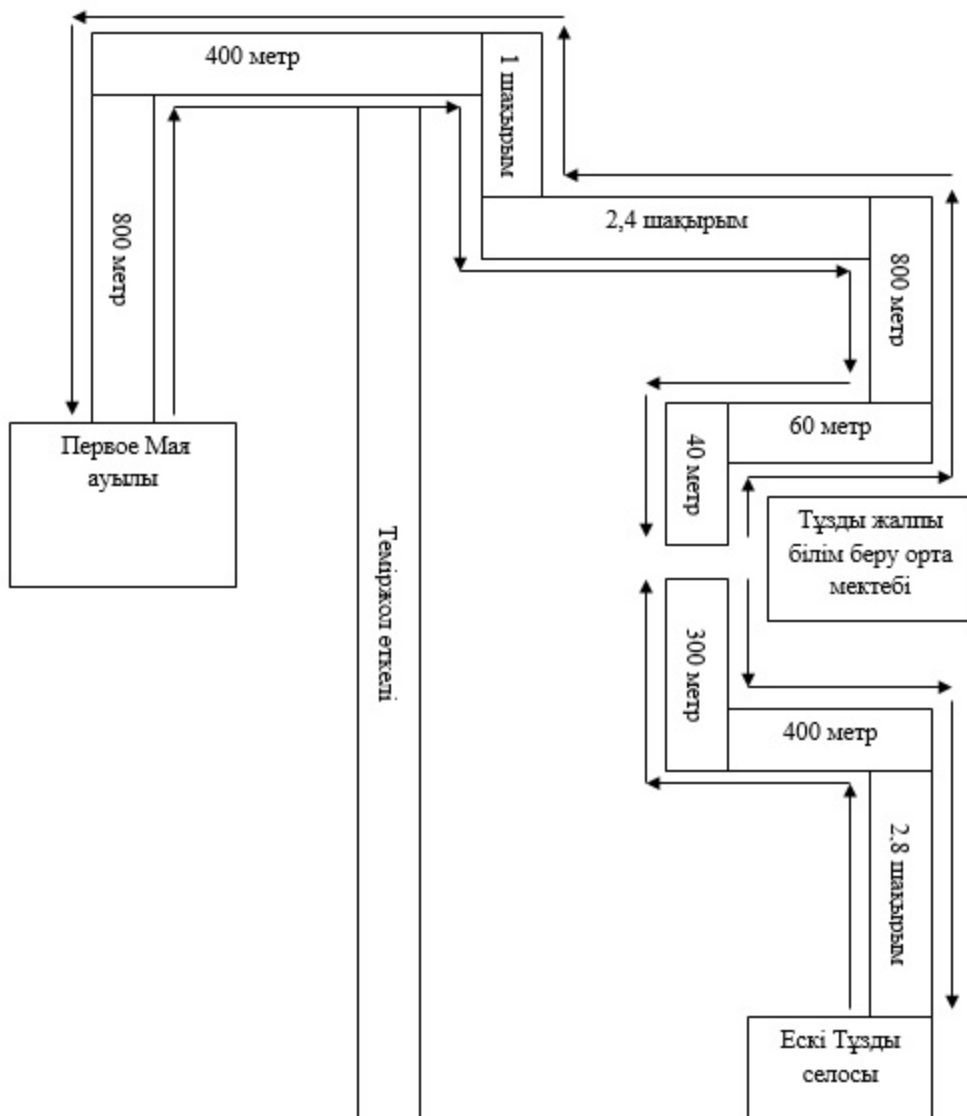 400 метр
1 шақырым
2,4 шақырым
800 метр
800 метр
60 метр
40 метр
Первое Мая
ауылы
Тұзды жалпы
білім беру орта
мектебі
Теміржол өткелі
300 метр
400 метр
2,8 шақырым
Ескі Тұзды
селосы